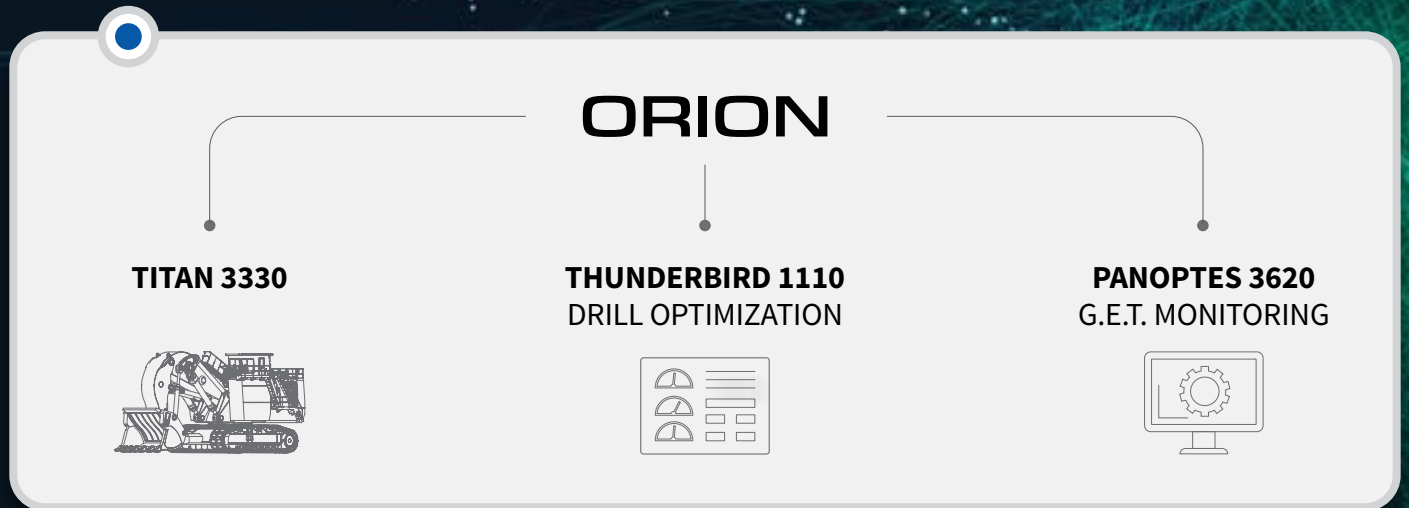 ORION
TITAN 3330
THUNDERBIRD 1110
DRILL OPTIMIZATION
PANOPTES 3620
G.E.T. MONITORING